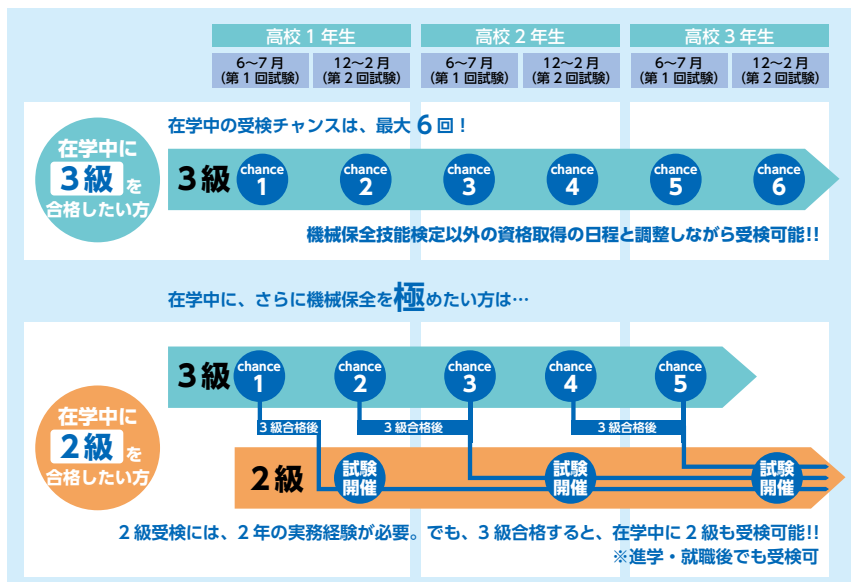 高校1年生 高校2年生 高校3年生
6〜7月 12〜2月 6〜7月 12〜2月 6〜7月 12〜2月
(第1回試験) (第2回試験) (第1回試験) (第2回試験) (第1回試験) (第2回試験)
在学中に
3級を
合格したい方
在学中の受検チャンスは、最大6回！
3級
chance
1
chance
2
chance
3
chance
4
chance
5
chance
6
機械保全技能検定以外の資格取得の日程と調整しながら受検可能!!
在学中に、さらに機械保全を極めたい方は…
在学中に
2級を
合格したい方
3級
chance
1
chance
2
chance
3
chance
4
chance
5
3級合格後 3級合格後 3級合格後
2級
試験
開催
試験
開催
試験
開催
2級受検には、2年の実務経験が必要。でも、3級合格すると、在学中に2級も受検可能!!
※進学・就職後でも受検可